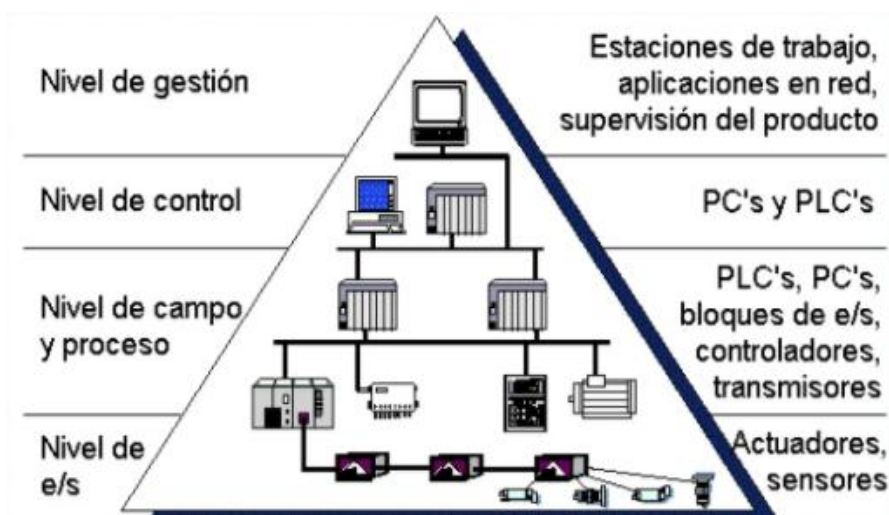 Nivel de gestión
Estaciones de trabajo,
aplicaciones en red,
supervisión del producto
Nivel de control
PC's y PLC's
Nivel de campo
y proceso
PLC's, PC's,
bloques de e/s,
controladores,
transmisores
Nivel de
e/s
Actuadores,
sensores